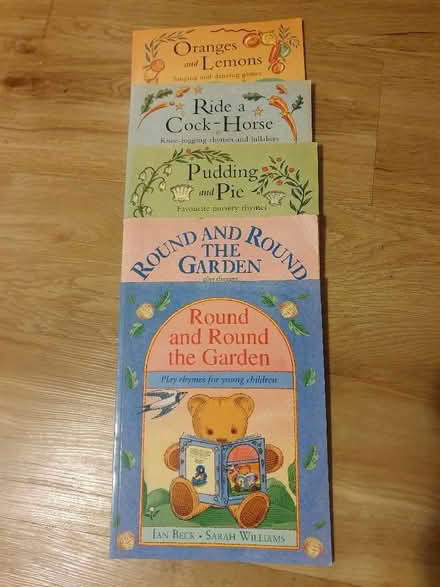 Oranges
and Lemons
Singing and dancing games
Ride a
Cock-Horse
Knee-jogging rhymes and lullabies
Pudding
and Pie
Favourite nursery rhymes
ROUND AND ROUND
THE
GARDEN
play rhymes
Round
and Round
the Garden
Play rhymes for young children
IAN BECK • SARAH WILLIAMS